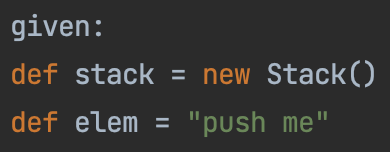 given:
def stack = new Stack()
def elem = "push me"